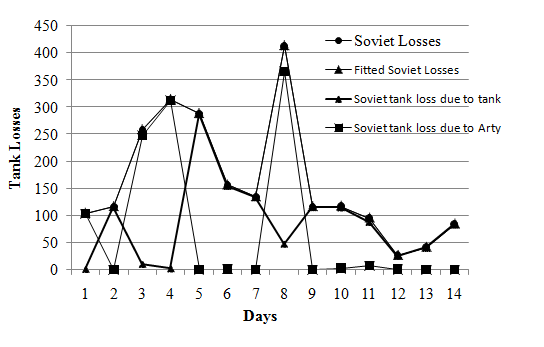 450
400
350
300
250
200
150
100
50
0
Tank Losses
Soviet Losses
Fitted Soviet Losses
Soviet tank loss due to tank
Soviet tank loss due to Arty
1 2 3 4 5 6 7 8 9 10 11 12 13 14
Days